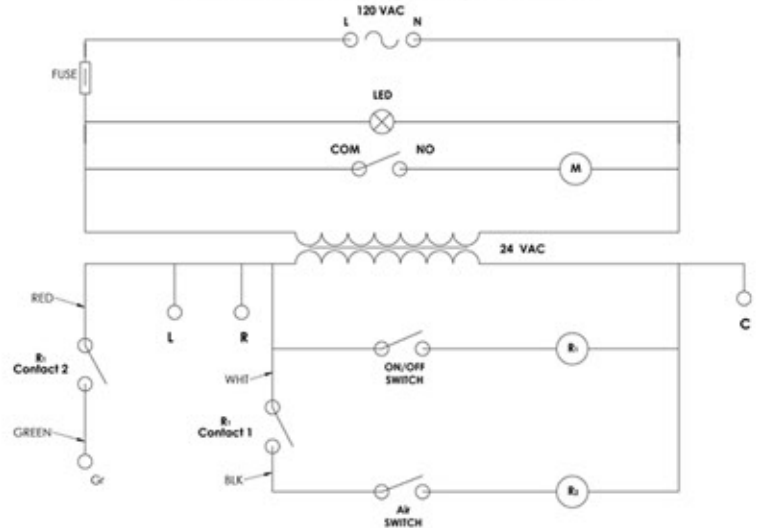 120 VAC
L
N
FUSE
LED
COM
NO
M
24 VAC
RED
L
R
C
R₁
Contact 2
ON/OFF
SWITCH
R₁
WHT
R₁
Contact 1
GREEN
Gr
BLK
Air
SWITCH
R₂